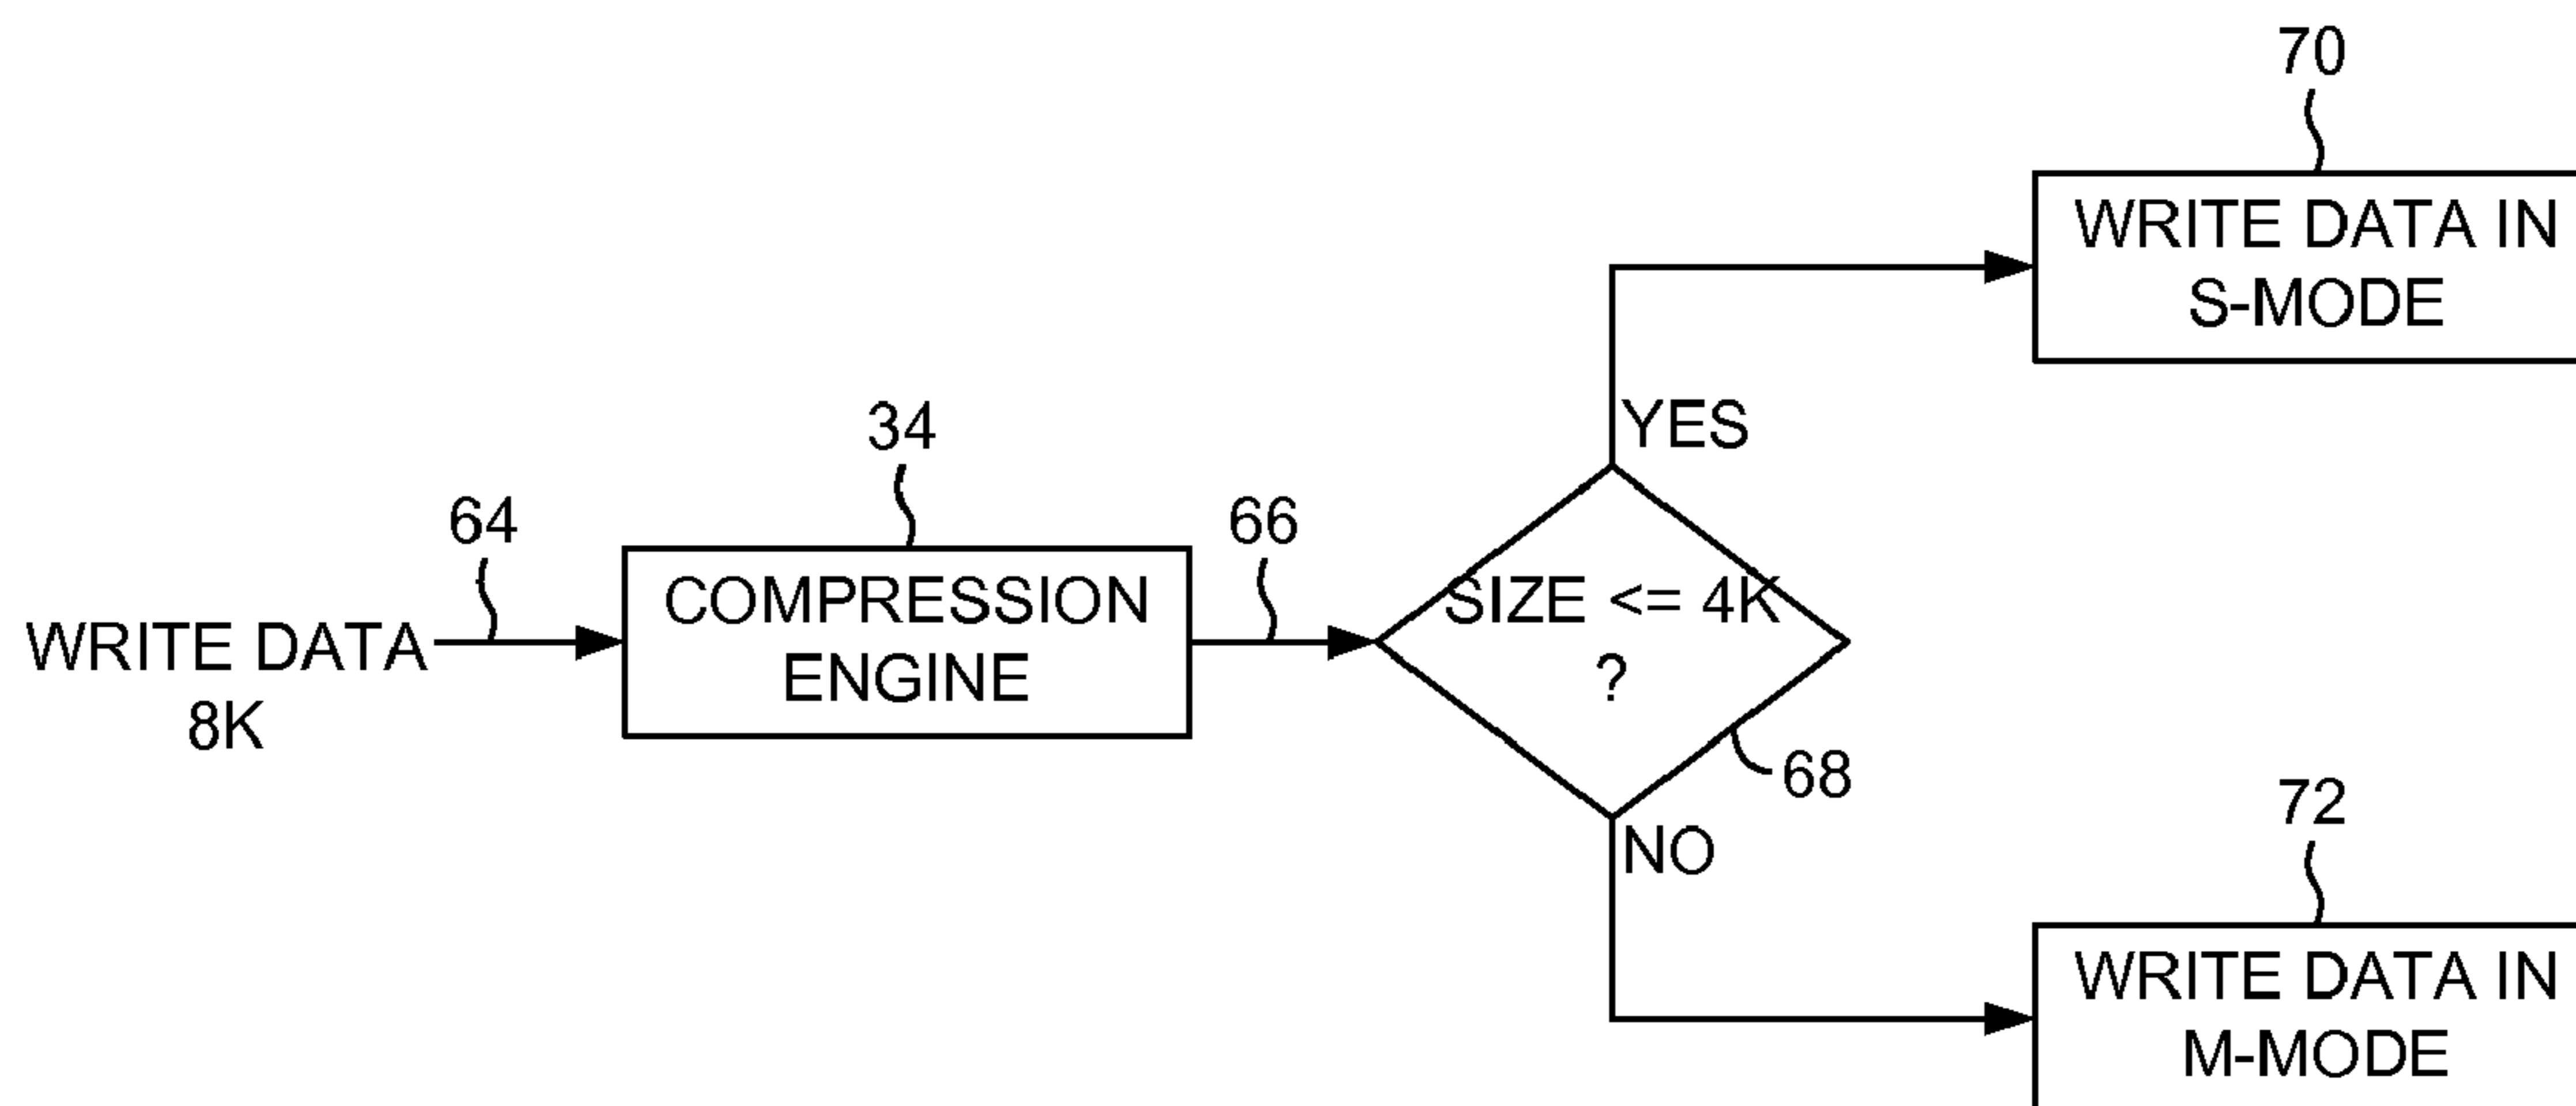 70
WRITE DATA IN
S-MODE
34
YES
64
66
COMPRESSION
ENGINE
SIZE <= 4K
?
WRITE DATA
8K
68
72
NO
WRITE DATA IN
M-MODE